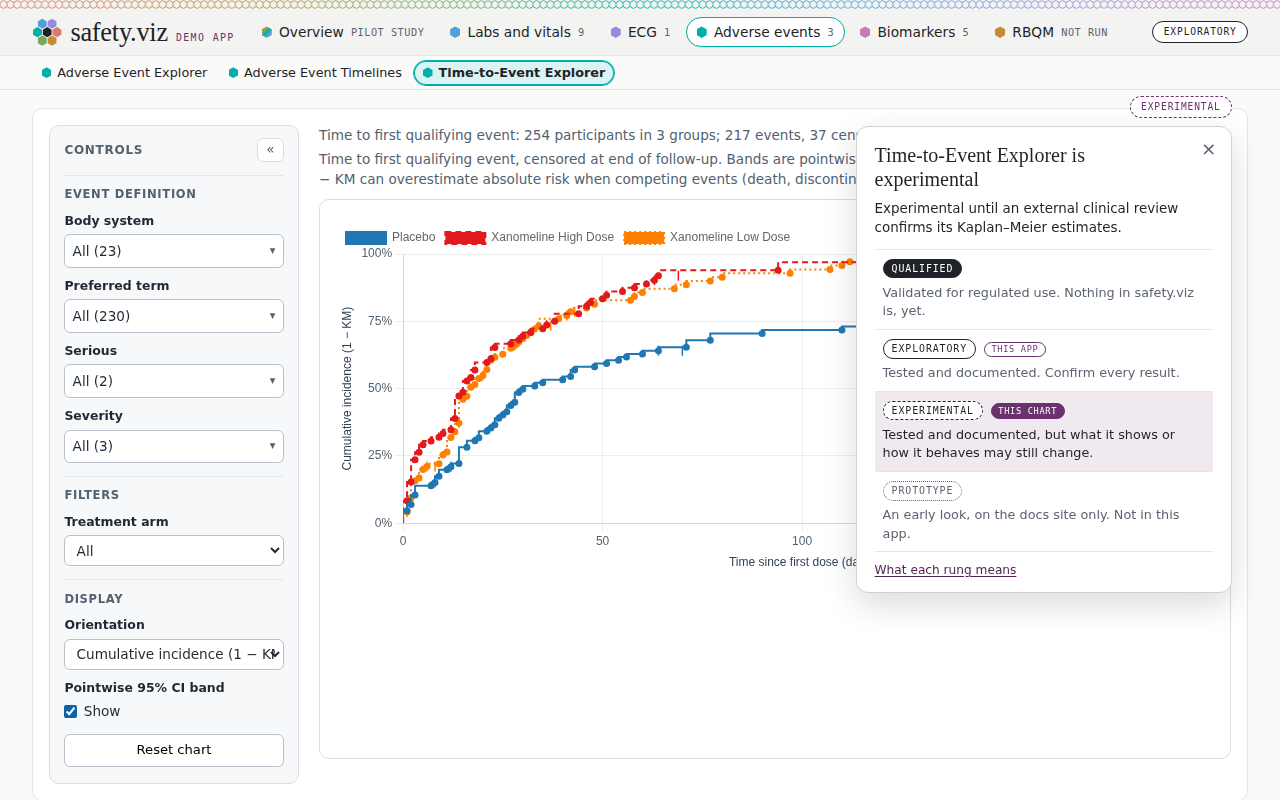 safety.viz DEMO APP
Overview PILOT STUDY
Labs and vitals 9
ECG 1
Adverse events 3
Biomarkers 5
RBQM NOT RUN
EXPLORATORY
Adverse Event Explorer
Adverse Event Timelines
Time-to-Event Explorer
EXPERIMENTAL
CONTROLS
«
EVENT DEFINITION
Body system
All (23)
Preferred term
All (230)
Serious
All (2)
Severity
All (3)
FILTERS
Treatment arm
All
DISPLAY
Orientation
Cumulative incidence (1 − K
Pointwise 95% CI band
Show
Reset chart
Time to first qualifying event: 254 participants in 3 groups; 217 events, 37 cen
Time to first qualifying event, censored at end of follow-up. Bands are pointwis
− KM can overestimate absolute risk when competing events (death, discontin
Placebo
Xanomeline High Dose
Xanomeline Low Dose
Cumulative incidence (1 − KM)
100%
75%
50%
25%
0%
0
50
100
Time since first dose (da
Time-to-Event Explorer is
experimental
×
Experimental until an external clinical review
confirms its Kaplan–Meier estimates.
QUALIFIED
Validated for regulated use. Nothing in safety.viz
is, yet.
EXPLORATORY THIS APP
Tested and documented. Confirm every result.
EXPERIMENTAL THIS CHART
Tested and documented, but what it shows or
how it behaves may still change.
PROTOTYPE
An early look, on the docs site only. Not in this
app.
What each rung means